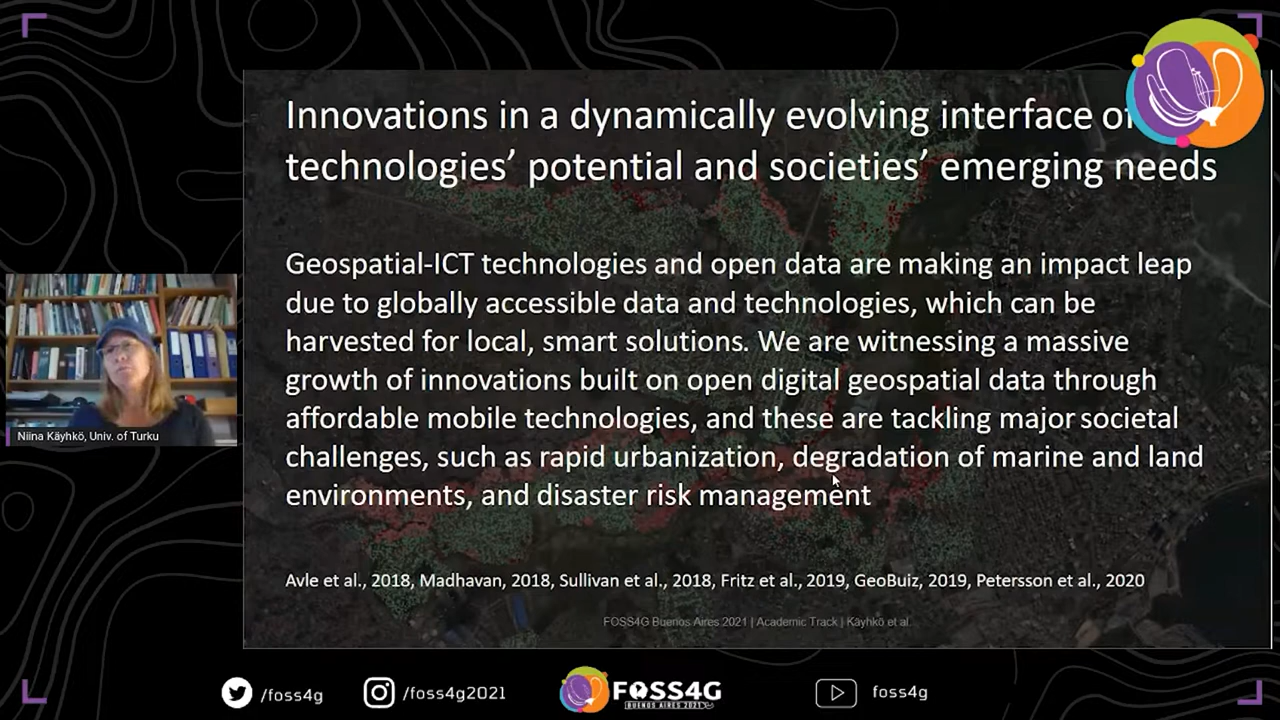 Innovations in a dynamically evolving interface of
technologies’ potential and societies’ emerging needs
Geospatial-ICT technologies and open data are making an impact leap
due to globally accessible data and technologies, which can be
harvested for local, smart solutions. We are witnessing a massive
growth of innovations built on open digital geospatial data through
affordable mobile technologies, and these are tackling major societal
challenges, such as rapid urbanization, degradation of marine and land
environments, and disaster risk management
Avle et al., 2018, Madhavan, 2018, Sullivan et al., 2018, Fritz et al., 2019, GeoBuiz, 2019, Petersson et al., 2020
FOSS4G Buenos Aires 2021 | Academic Track | Käyhkö et al.
Niina Käyhkö, Univ. of Turku
/foss4g
/foss4g2021
FOSS4G
BUENOS AIRES 2021
foss4g